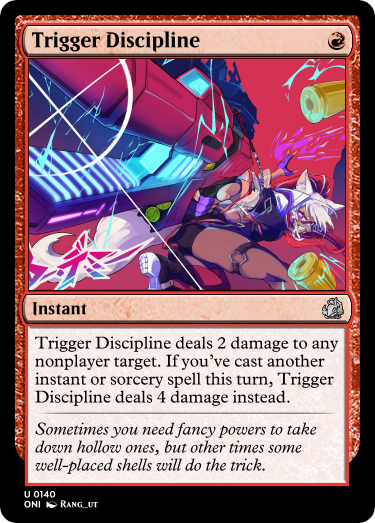 Trigger Discipline
Instant
Trigger Discipline deals 2 damage to any
nonplayer target. If you've cast another
instant or sorcery spell this turn, Trigger
Discipline deals 4 damage instead.
Sometimes you need fancy powers to take
down hollow ones, but other times some
well-placed shells will do the trick.
U 0140
ONI Rang_ut